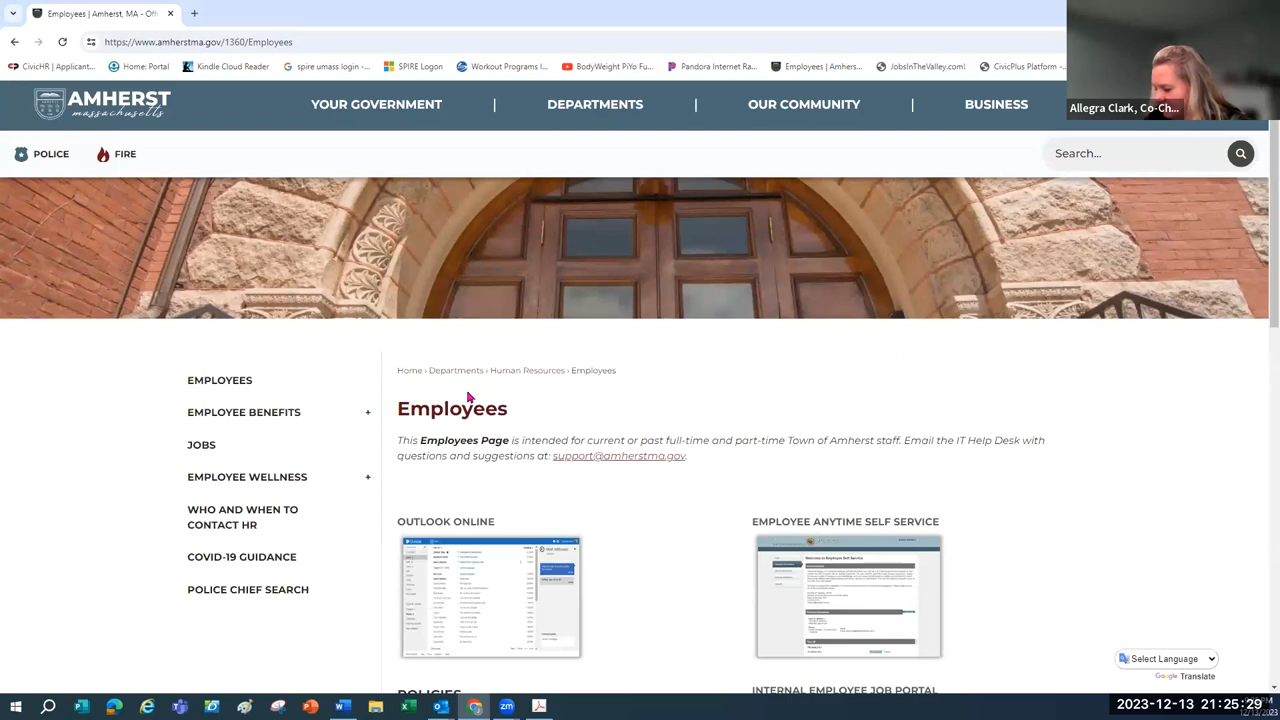 Employees | Amherst, MA - Offi
https://www.amherstma.gov/1360/Employees
CivicHR | Applicant...
Home: Portal
Kindle Cloud Reader
spire umass login -...
SPIRE Logon
Workout Programs I...
BodyWeight PiYo Fu...
Pandora Internet Ra...
Employees | Amhers...
JobsInTheValley.com!
CivicPlus Platform -...
Allegra Clark, Co-Ch...
AMHERST
massachusetts
YOUR GOVERNMENT
DEPARTMENTS
OUR COMMUNITY
BUSINESS
POLICE
FIRE
Search...
EMPLOYEES
EMPLOYEE BENEFITS +
JOBS
EMPLOYEE WELLNESS +
WHO AND WHEN TO
CONTACT HR
COVID-19 GUIDANCE
POLICE CHIEF SEARCH
Home › Departments › Human Resources › Employees
Employees
This Employees Page is intended for current or past full-time and part-time Town of Amherst staff. Email the IT Help Desk with
questions and suggestions at: support@amherstma.gov.
OUTLOOK ONLINE
EMPLOYEE ANYTIME SELF SERVICE
POLICIES
INTERNAL EMPLOYEE JOB PORTAL
Select Language
Google Translate
2023-12-13 21:25:29